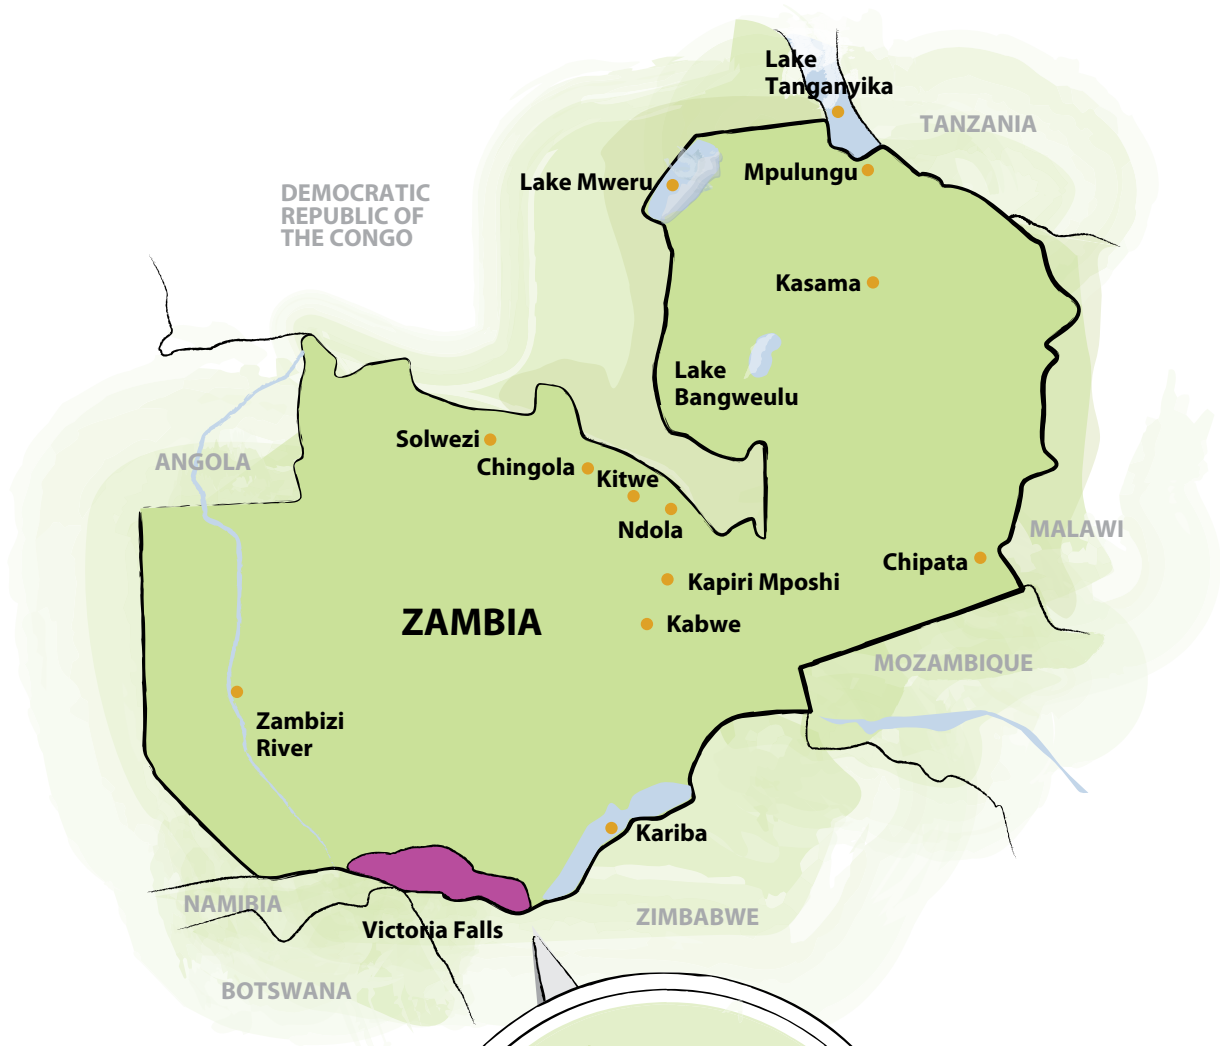 Lake
Tanganyika
TANZANIA
Lake Mweru
Mpulungu
DEMOCRATIC
REPUBLIC OF
THE CONGO
Kasama
Lake
Bangweulu
Solwezi
Chingola
Kitwe
ANGOLA
Ndola
MALAWI
Chipata
Kapiri Mposhi
ZAMBIA
Kabwe
MOZAMBIQUE
Zambizi
River
Kariba
NAMIBIA
ZIMBABWE
Victoria Falls
BOTSWANA